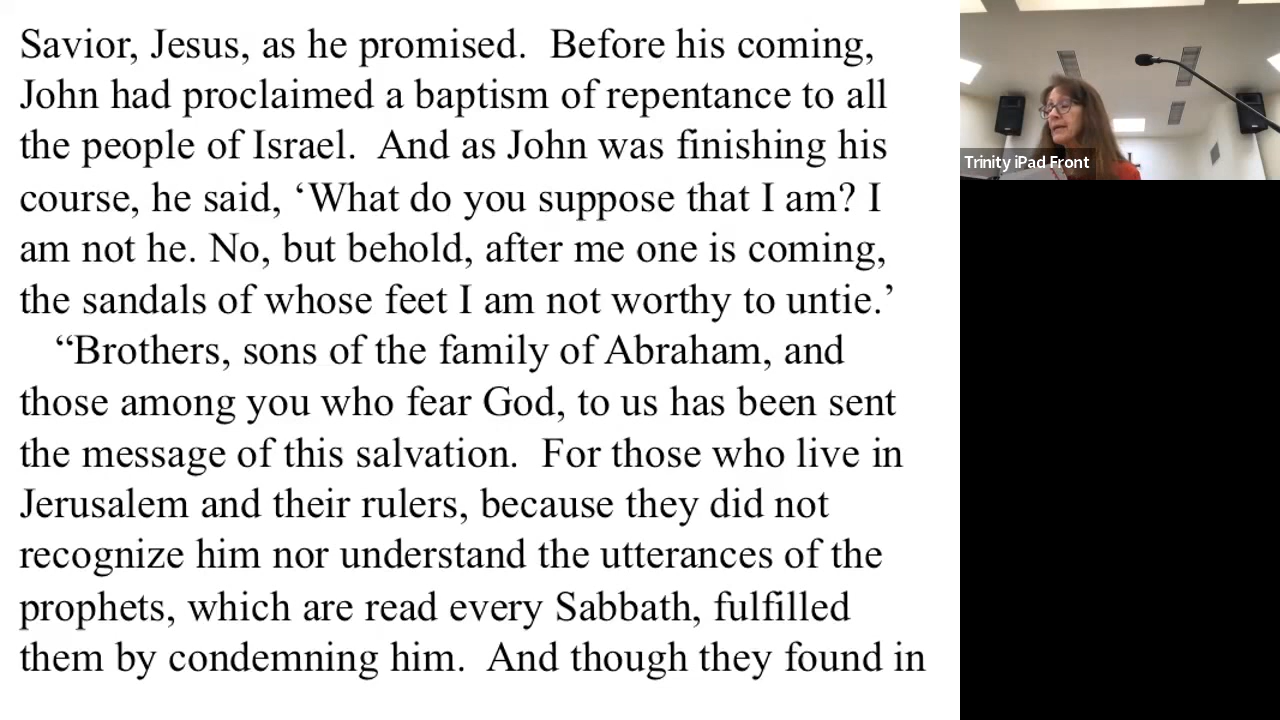 Savior, Jesus, as he promised.  Before his coming,
John had proclaimed a baptism of repentance to all
the people of Israel.  And as John was finishing his
course, he said, ‘What do you suppose that I am? I
am not he. No, but behold, after me one is coming,
the sandals of whose feet I am not worthy to untie.’
“Brothers, sons of the family of Abraham, and
those among you who fear God, to us has been sent
the message of this salvation.  For those who live in
Jerusalem and their rulers, because they did not
recognize him nor understand the utterances of the
prophets, which are read every Sabbath, fulfilled
them by condemning him.  And though they found in
Trinity iPad Front